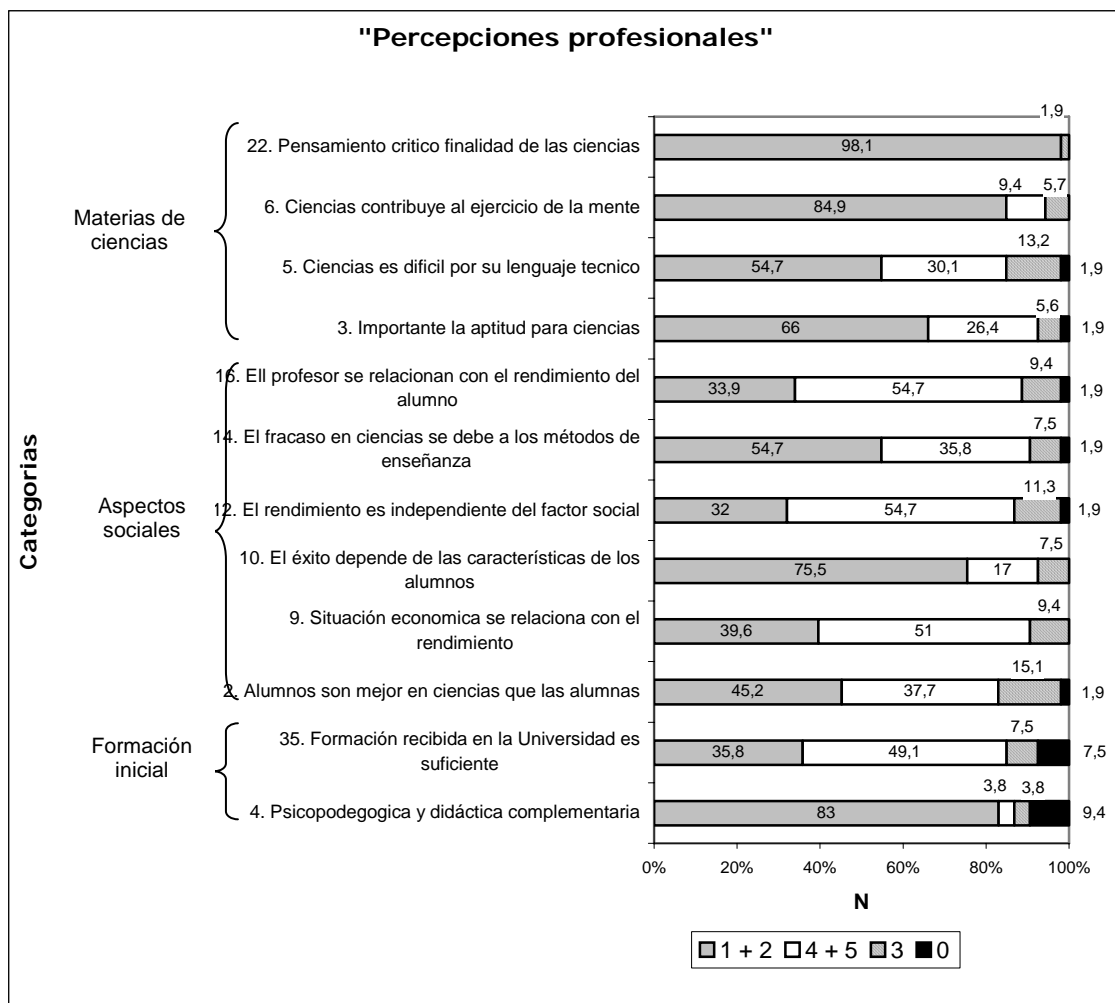 "Percepciones profesionales"
1,9
22. Pensamiento critico finalidad de las ciencias
98,1
9,4 5,7
6. Ciencias contribuye al ejercicio de la mente
84,9
Materias de
ciencias
13,2
5. Ciencias es dificil por su lenguaje tecnico
54,7 30,1 1,9
5,6
3. Importante la aptitud para ciencias
66 26,4 1,9
9,4
16. Ell profesor se relacionan con el rendimiento del
alumno
33,9 54,7 1,9
7,5
14. El fracaso en ciencias se debe a los métodos de
enseñanza
54,7 35,8 1,9
Categorias
Aspectos
sociales
11,3
12. El rendimiento es independiente del factor social
32 54,7 1,9
7,5
10. El éxito depende de las características de los
alumnos
75,5 17
9,4
9. Situación economica se relaciona con el
rendimiento
39,6 51
15,1
2. Alumnos son mejor en ciencias que las alumnas
45,2 37,7 1,9
Formación
inicial
7,5
35. Formación recibida en la Universidad es
suficiente
35,8 49,1 7,5
3,8 3,8
4. Psicopodegogica y didáctica complementaria
83 9,4
0% 20% 40% 60% 80% 100%
N
1 + 2 4 + 5 3 0